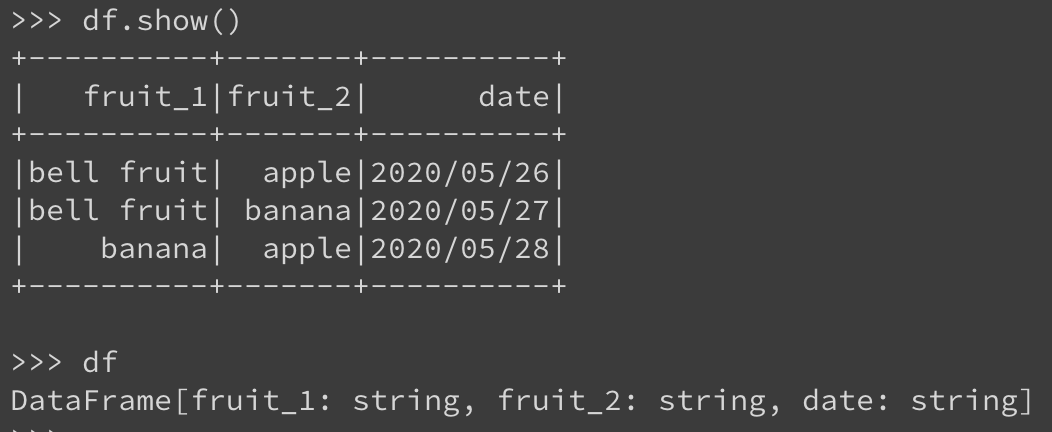 >>> df.show()
+----------+-------+----------+
|   fruit_1|fruit_2|      date|
+----------+-------+----------+
|bell fruit|  apple|2020/05/26|
|bell fruit| banana|2020/05/27|
|    banana|  apple|2020/05/28|
+----------+-------+----------+
>>> df
DataFrame[fruit_1: string, fruit_2: string, date: string]
>>>